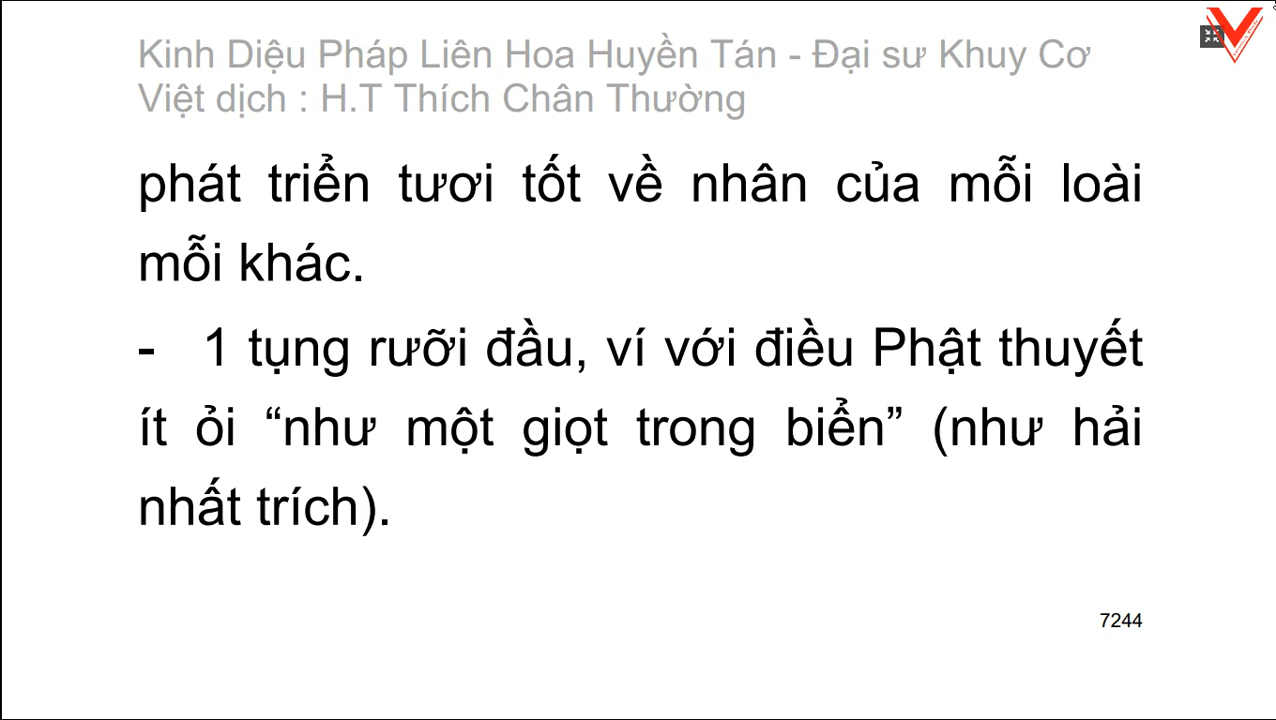 Kinh Diệu Pháp Liên Hoa Huyền Tán - Đại sư Khuy Cơ
Việt dịch : H.T Thích Chân Thường
phát triển tươi tốt về nhân của mỗi loài
mỗi khác.
- 1 tụng rưỡi đầu, ví với điều Phật thuyết
ít ỏi “như một giọt trong biển” (như hải
nhất trích).
7244